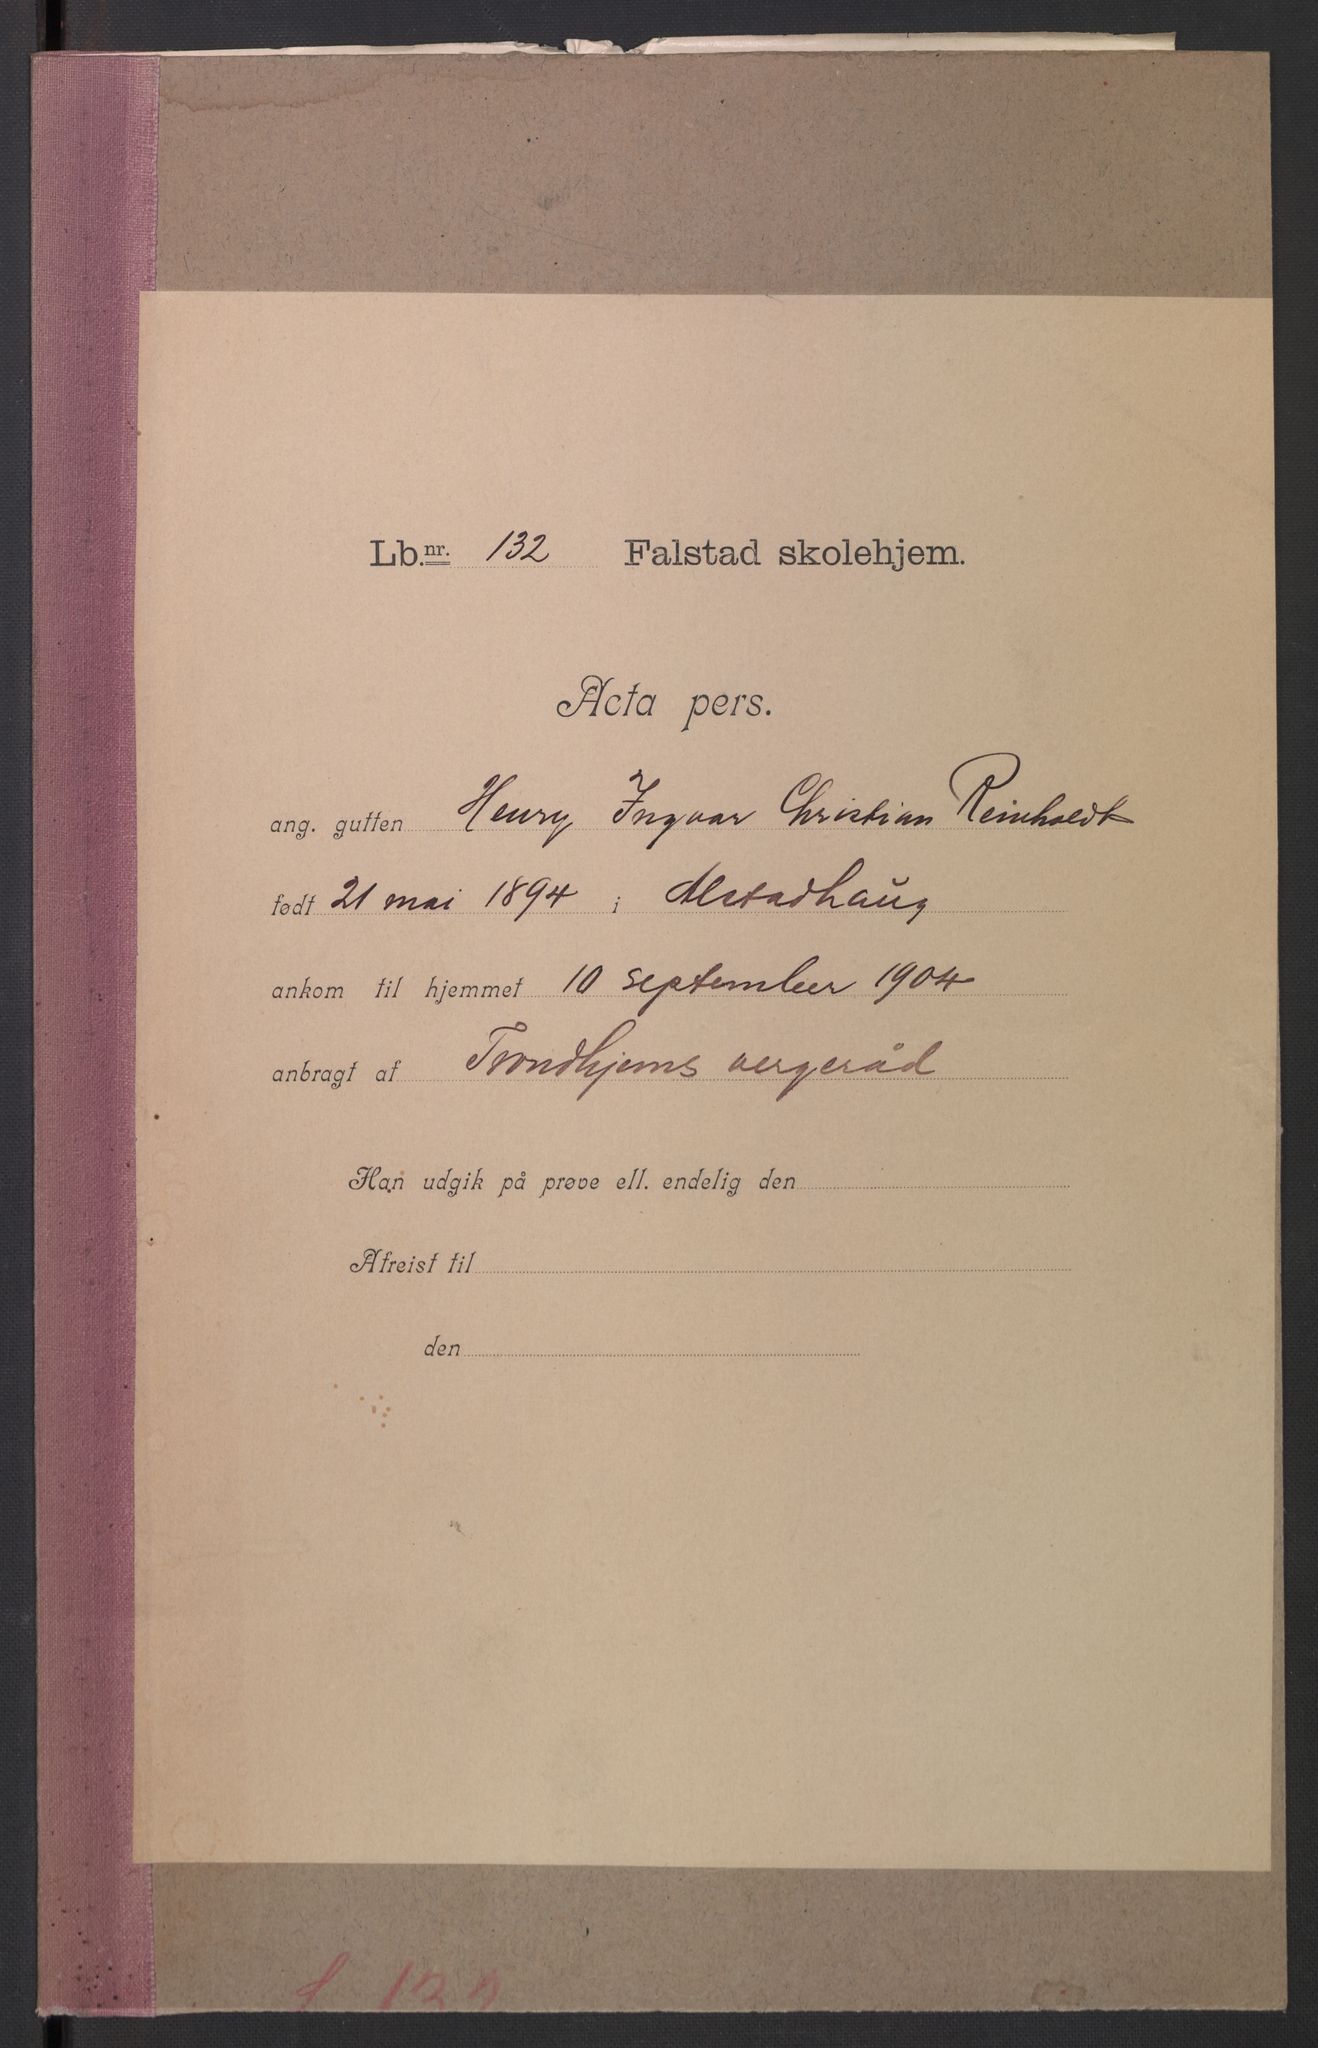 Lb.nr. 132 Falstad skolehjem.
Acta pers.
ang. gutten Henry Ingvar Christian Reinholdt
født 21 mai 1894 i Alstadhaug
ankom til hjemmet 10 september 1904
anbragt af Trondhjems vergeråd
Han udgik på prøve ell. endelig den
Afreist til
den